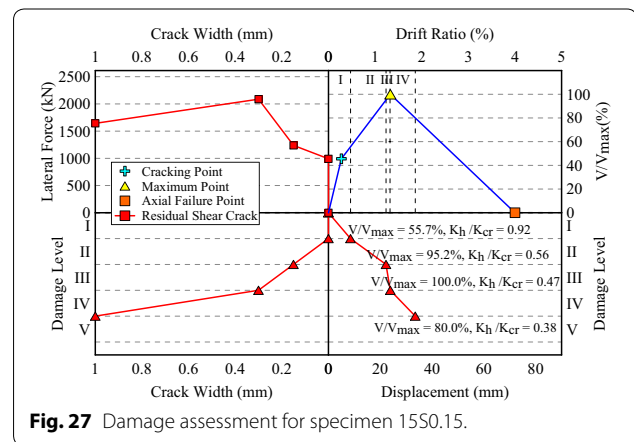 Crack Width (mm) Drift Ratio (%)
1 0.8 0.6 0.4 0.2 0 0 1 2 3 4 5
Lateral Force (kN)
2500
2000
1500
1000
500
0
I II III IV
V/Vmax(%)
100
80
60
40
20
0
Cracking Point
Maximum Point
Axial Failure Point
Residual Shear Crack
Damage Level
I
II
III
IV
V
V/Vmax = 55.7%, Kh /Kcr = 0.92
V/Vmax = 95.2%, Kh /Kcr = 0.56
V/Vmax = 100.0%, Kh /Kcr = 0.47
V/Vmax = 80.0%, Kh /Kcr = 0.38
I
II
III
IV
V
Damage Level
1 0.8 0.6 0.4 0.2 0 0 20 40 60 80
Crack Width (mm) Displacement (mm)
Fig. 27 Damage assessment for specimen 15S0.15.